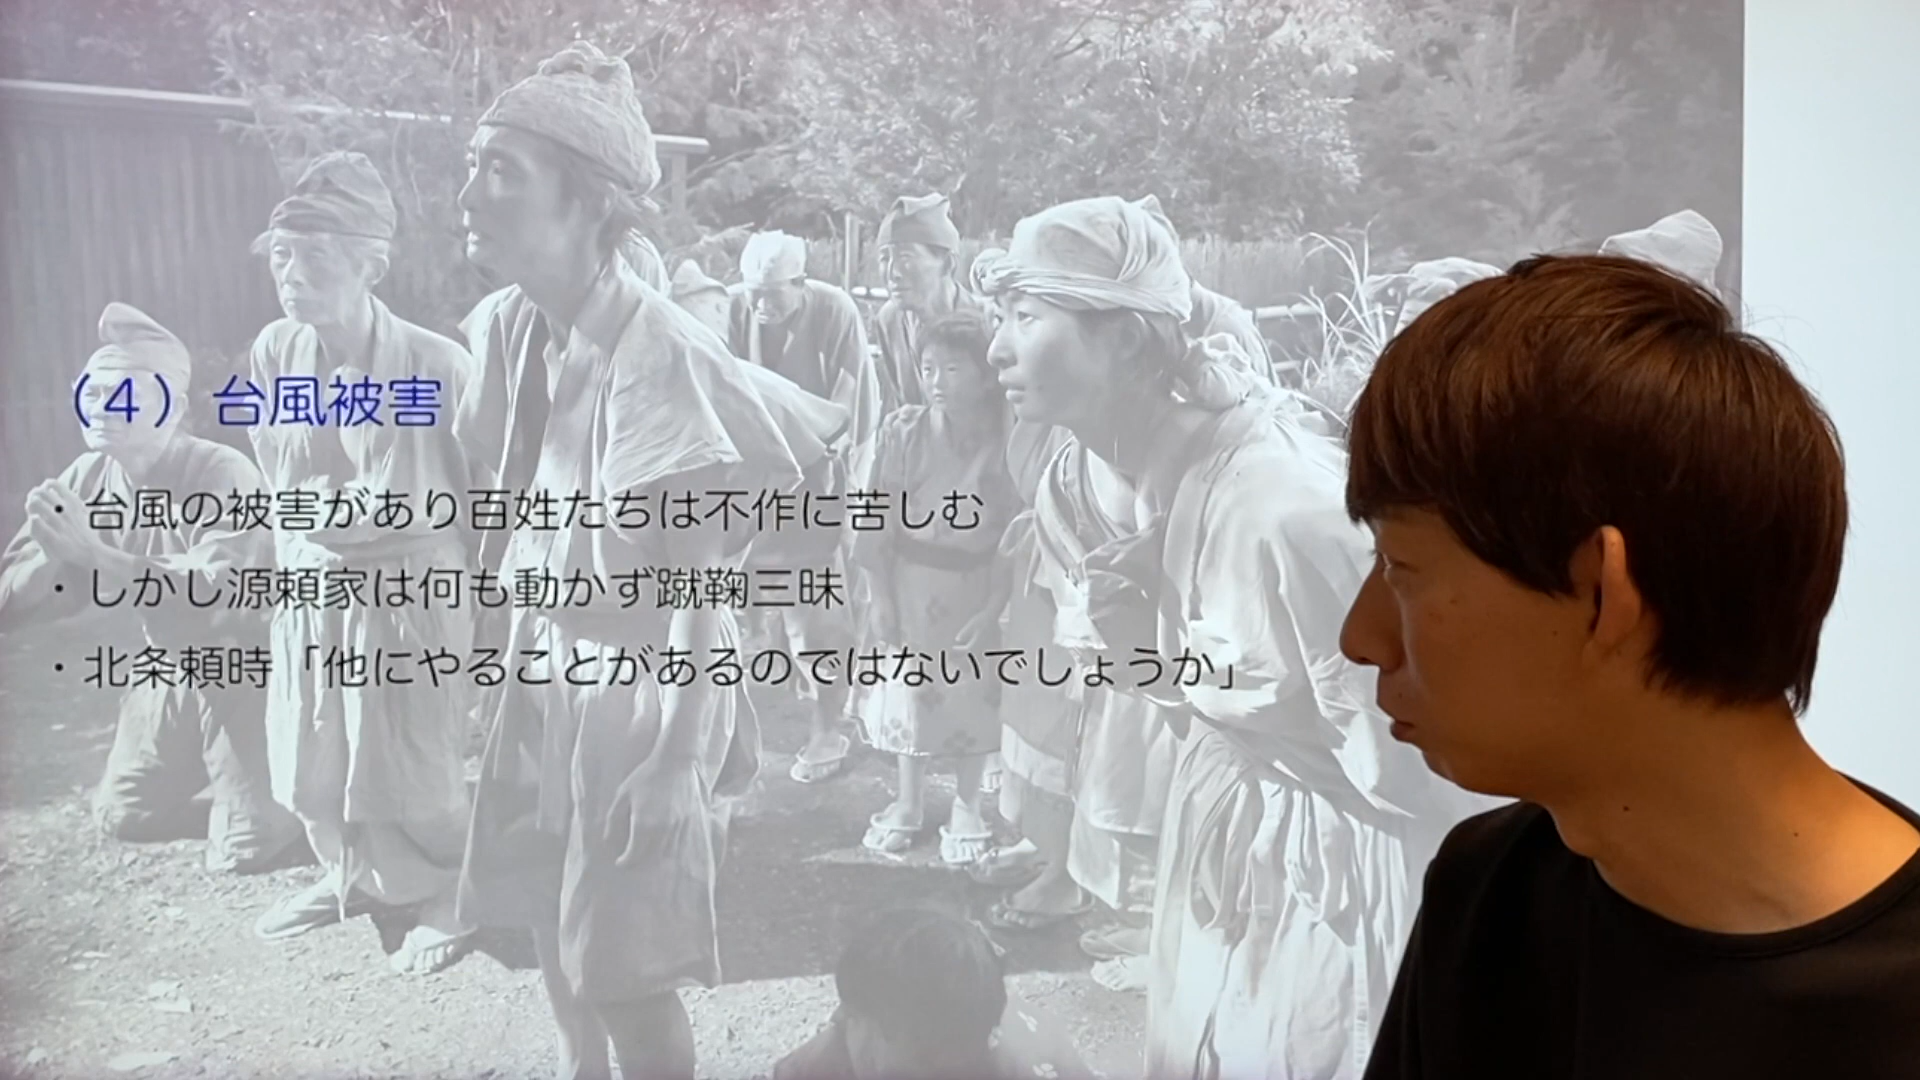 （４）台風被害
・台風の被害があり百姓たちは不作に苦しむ
・しかし源頼家は何も動かず蹴鞠三昧
・北条頼時「他にやることがあるのではないでしょうか」